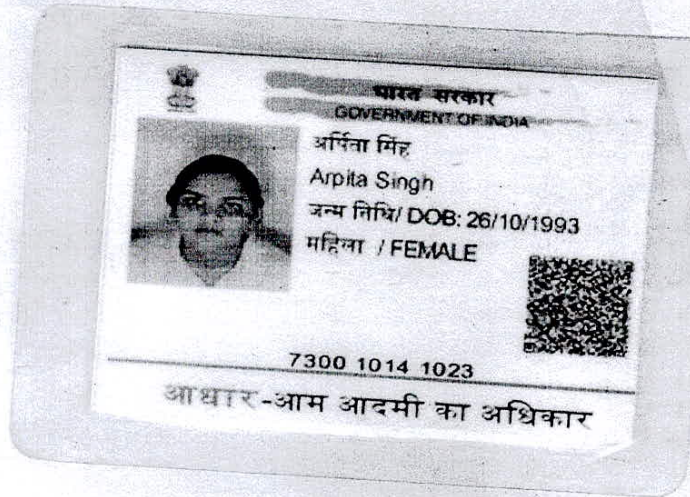 भारत सरकार
GOVERNMENT OF INDIA
अर्पिता सिंह
Arpita Singh
जन्म तिथि/ DOB: 26/10/1993
महिला / FEMALE
7300 1014 1023
आधार-आम आदमी का अधिकार